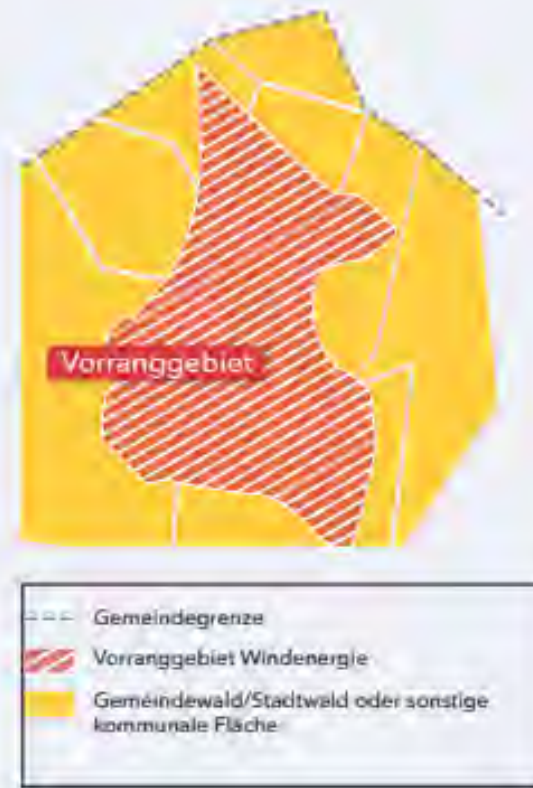 Vorranggebiet
Gemeindegrenze
Vorranggebiet Windenergie
Gemeindewald/Stadtwald oder sonstige
kommunale Fläche